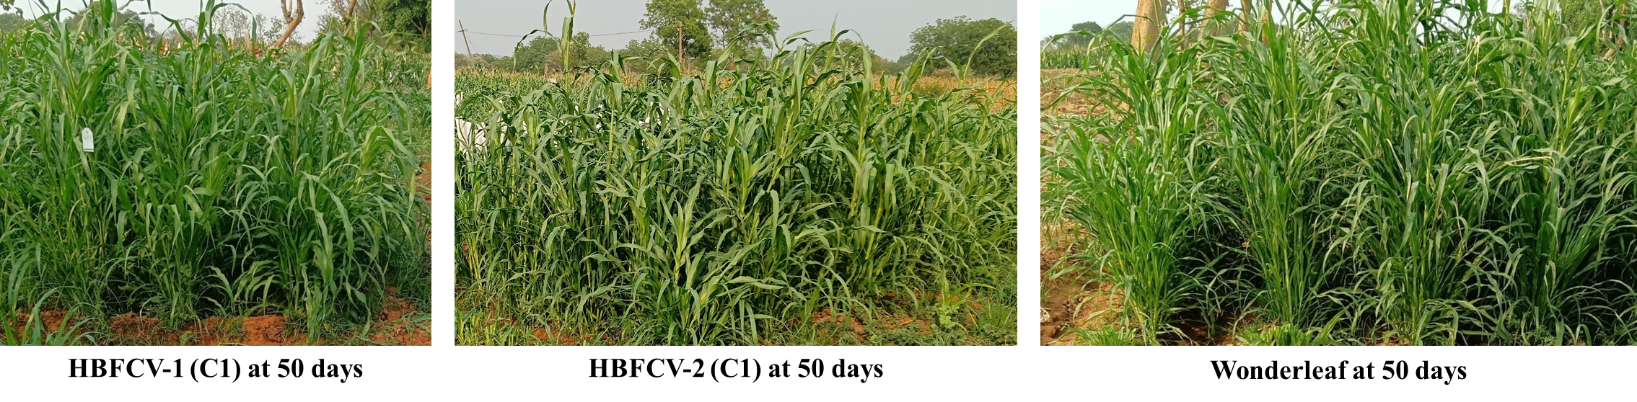 HBFCV-1 (C1) at 50 days
HBFCV-2 (C1) at 50 days
Wonderleaf at 50 days